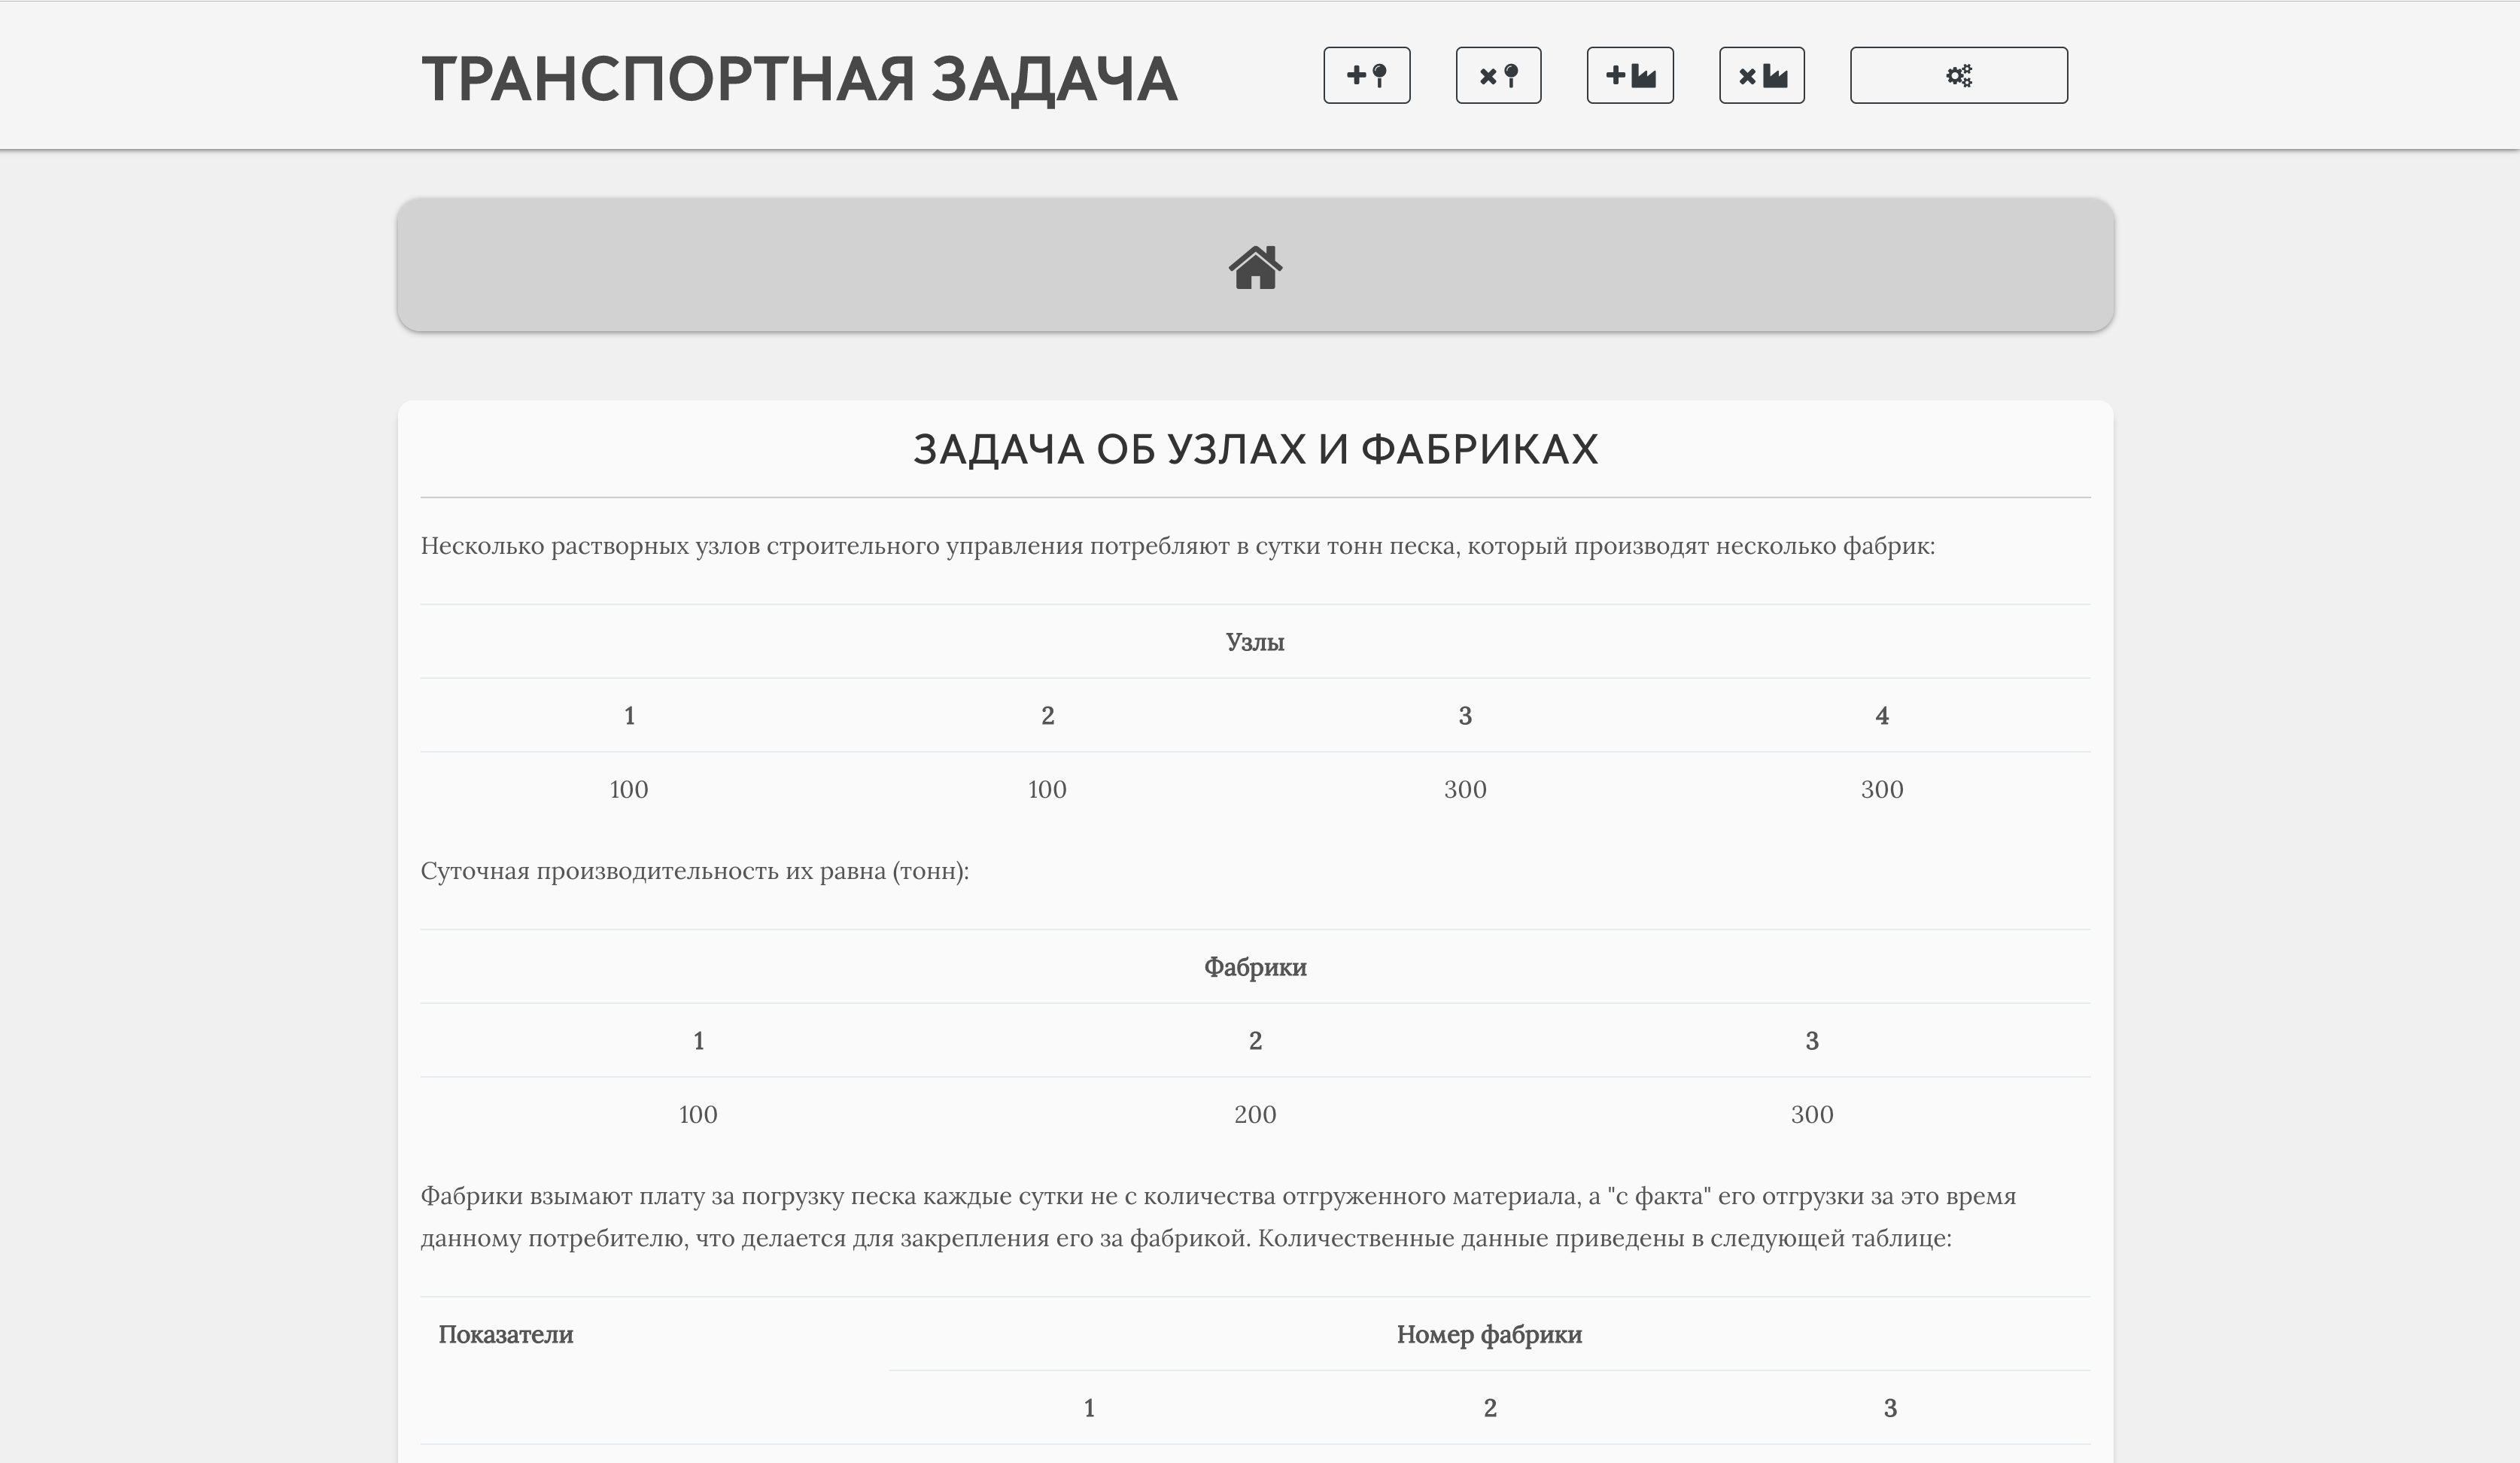 ТРАНСПОРТНАЯ ЗАДАЧА
ЗАДАЧА ОБ УЗЛАХ И ФАБРИКАХ
Несколько растворных узлов строительного управления потребляют в сутки тонн песка, который производят несколько фабрик:
Узлы
1 2 3 4
100 100 300 300
Суточная производительность их равна (тонн):
Фабрики
1 2 3
100 200 300
Фабрики взымают плату за погрузку песка каждые сутки не с количества отгруженного материала, а "с факта" его отгрузки за это время
данному потребителю, что делается для закрепления его за фабрикой. Количественные данные приведены в следующей таблице:
Показатели Номер фабрики
1 2 3